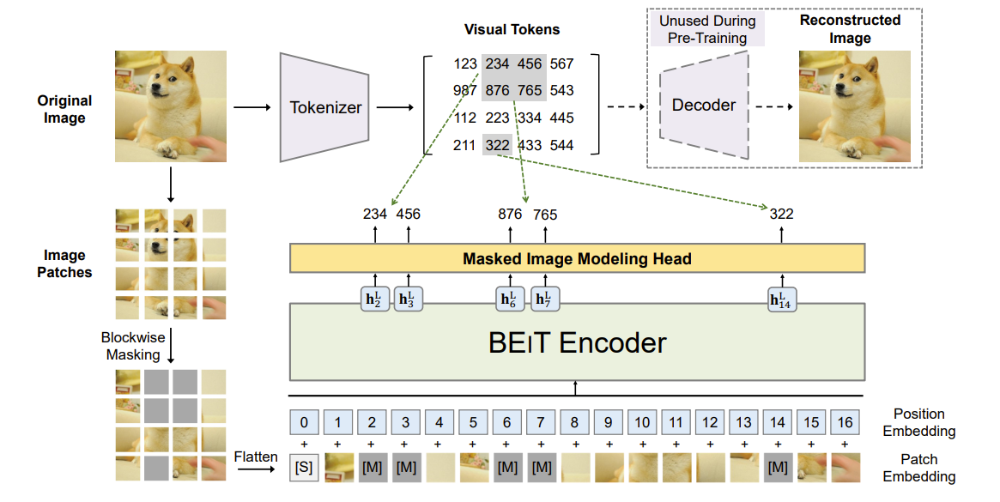 Visual Tokens
Unused During
Pre-Training
Reconstructed
Image
Original
Image
Tokenizer
123 234 456 567
987 876 765 543
112 223 334 445
211 322 433 544
Decoder
234 456 876 765 322
Image
Patches
Masked Image Modeling Head
h₂ᴸ h₃ᴸ h₆ᴸ h₇ᴸ h₁₄ᴸ
Blockwise
Masking
BEIT Encoder
0 1 2 3 4 5 6 7 8 9 10 11 12 13 14 15 16
Position
Embedding
+ + + + + + + + + + + + + + + + +
Flatten
[S] [M] [M] [M] [M] [M]
Patch
Embedding